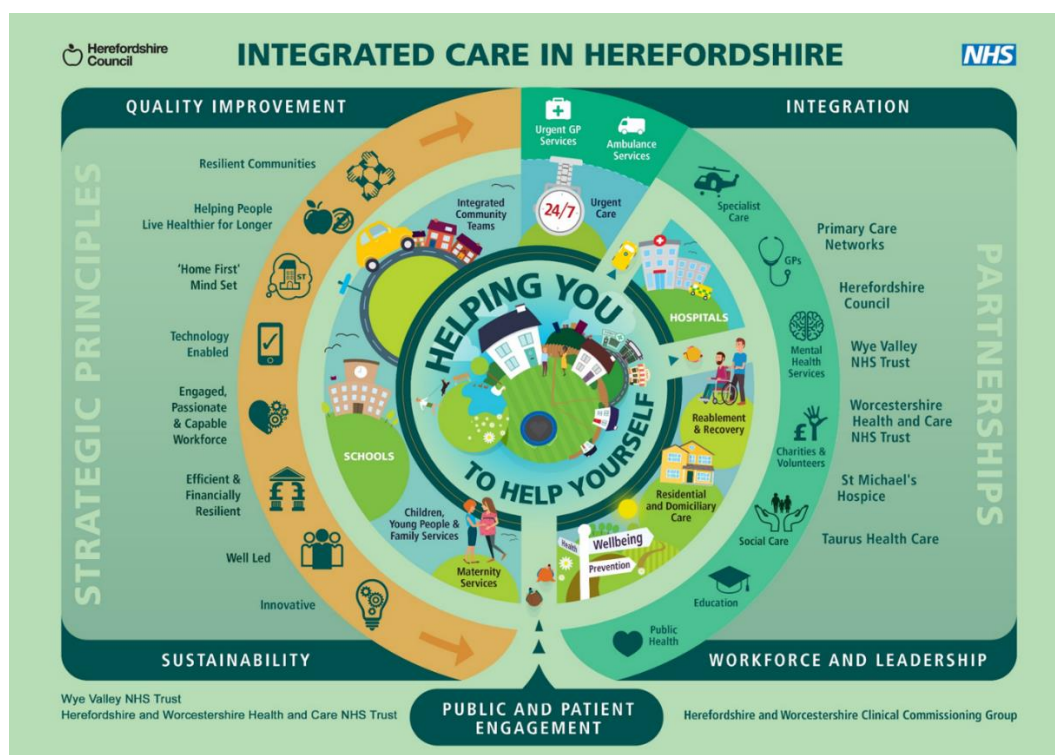 Herefordshire
Council
INTEGRATED CARE IN HEREFORDSHIRE
NHS
QUALITY IMPROVEMENT
INTEGRATION
STRATEGIC PRINCIPLES
Resilient Communities
Helping People
Live Healthier for Longer
'Home First'
Mind Set
1ST
Technology
Enabled
Engaged,
Passionate
& Capable
Workforce
Efficient &
Financially
Resilient
££
Well Led
Innovative
Urgent GP
Services
Ambulance
Services
24/7
Urgent
Care
Integrated
Community
Teams
HOSPITALS
SCHOOLS
Children,
Young People &
Family Services
Maternity
Services
HELPING YOU
TO HELP YOURSELF
Reablement
& Recovery
Residential
and Domiciliary
Care
Health
Wellbeing
Prevention
Specialist
Care
GPs
Mental
Health
Services
£
Charities &
Volunteers
Social Care
Education
Public
Health
Primary Care
Networks
Herefordshire
Council
Wye Valley
NHS Trust
Worcestershire
Health and Care
NHS Trust
St Michael's
Hospice
Taurus Health Care
PARTNERSHIPS
SUSTAINABILITY
WORKFORCE AND LEADERSHIP
PUBLIC AND PATIENT
ENGAGEMENT
Wye Valley NHS Trust
Herefordshire and Worcestershire Health and Care NHS Trust
Herefordshire and Worcestershire Clinical Commissioning Group